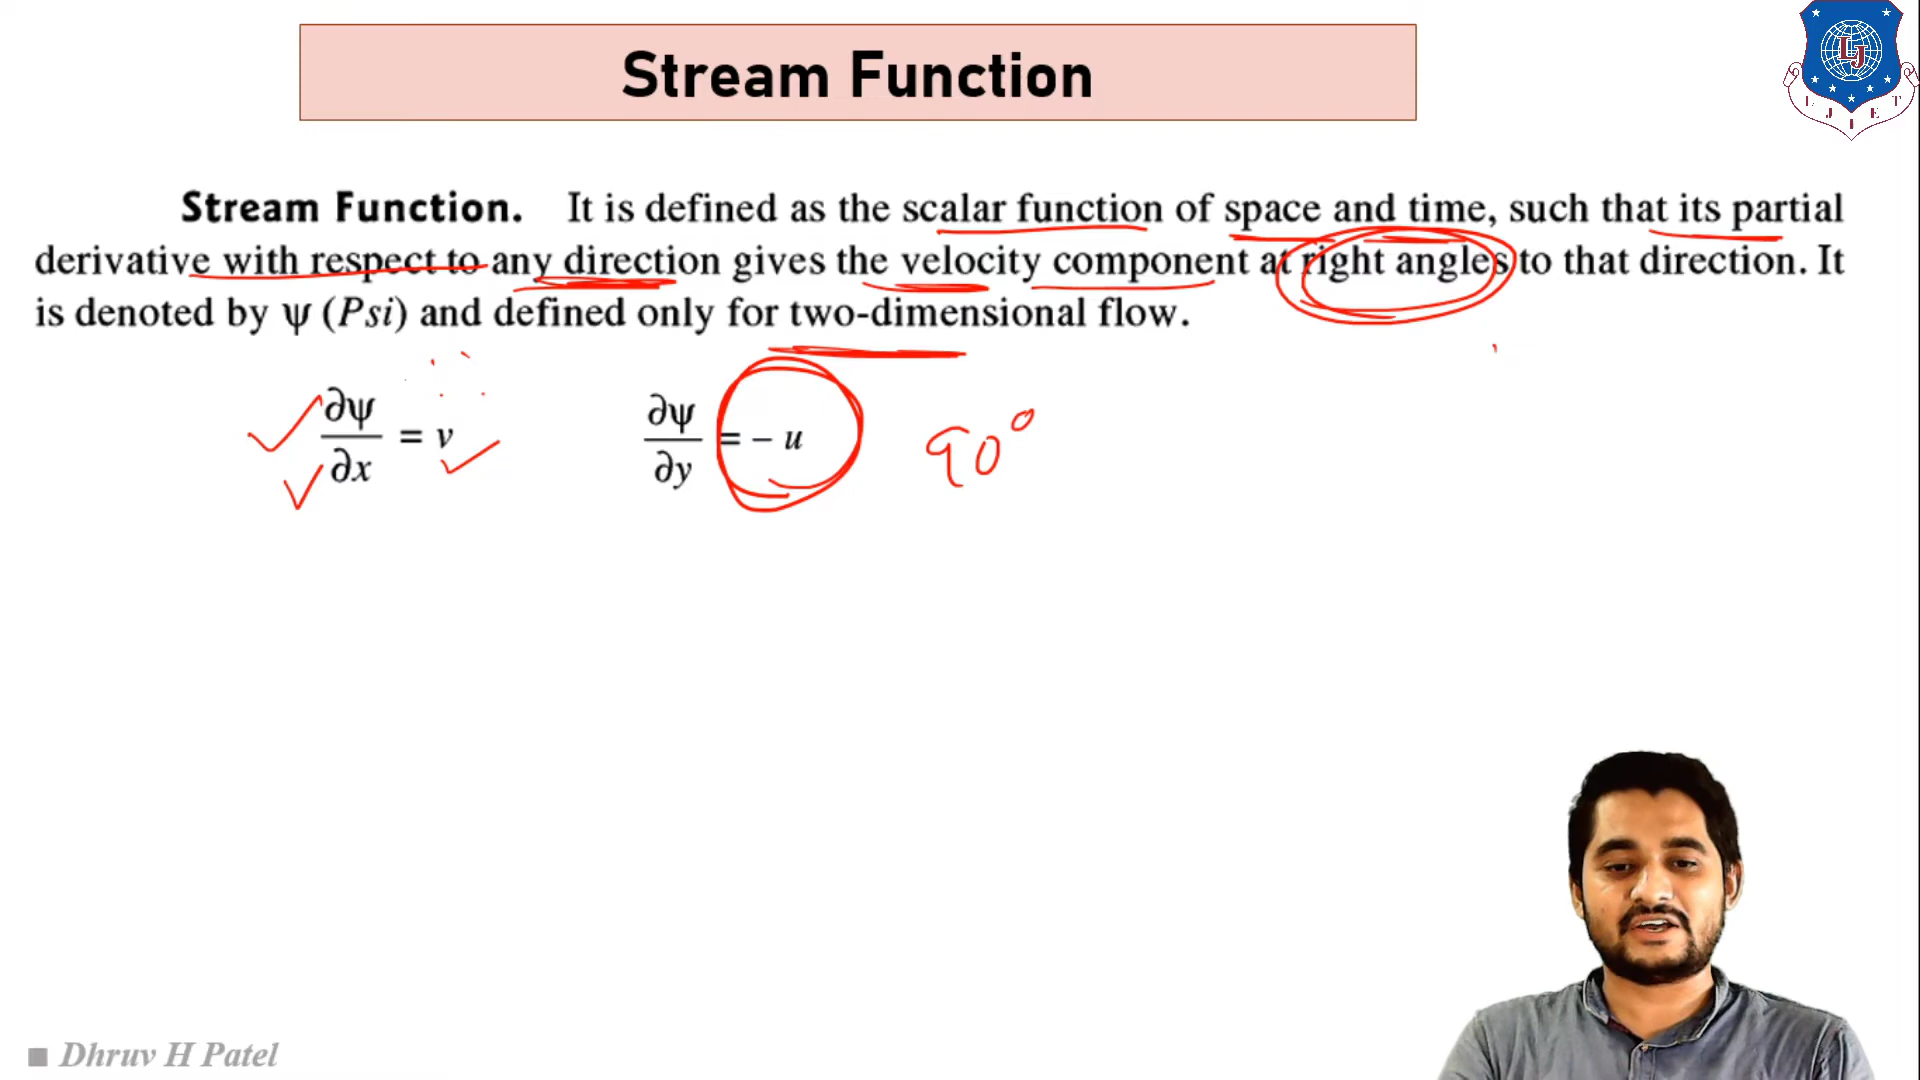 Stream Function
LJ
LJIET
Stream Function. It is defined as the scalar function of space and time, such that its partial
derivative with respect to any direction gives the velocity component at right angles to that direction. It
is denoted by ψ (Psi) and defined only for two-dimensional flow.
∂ψ/∂x = v ∂ψ/∂y = – u 90°
Dhruv H Patel